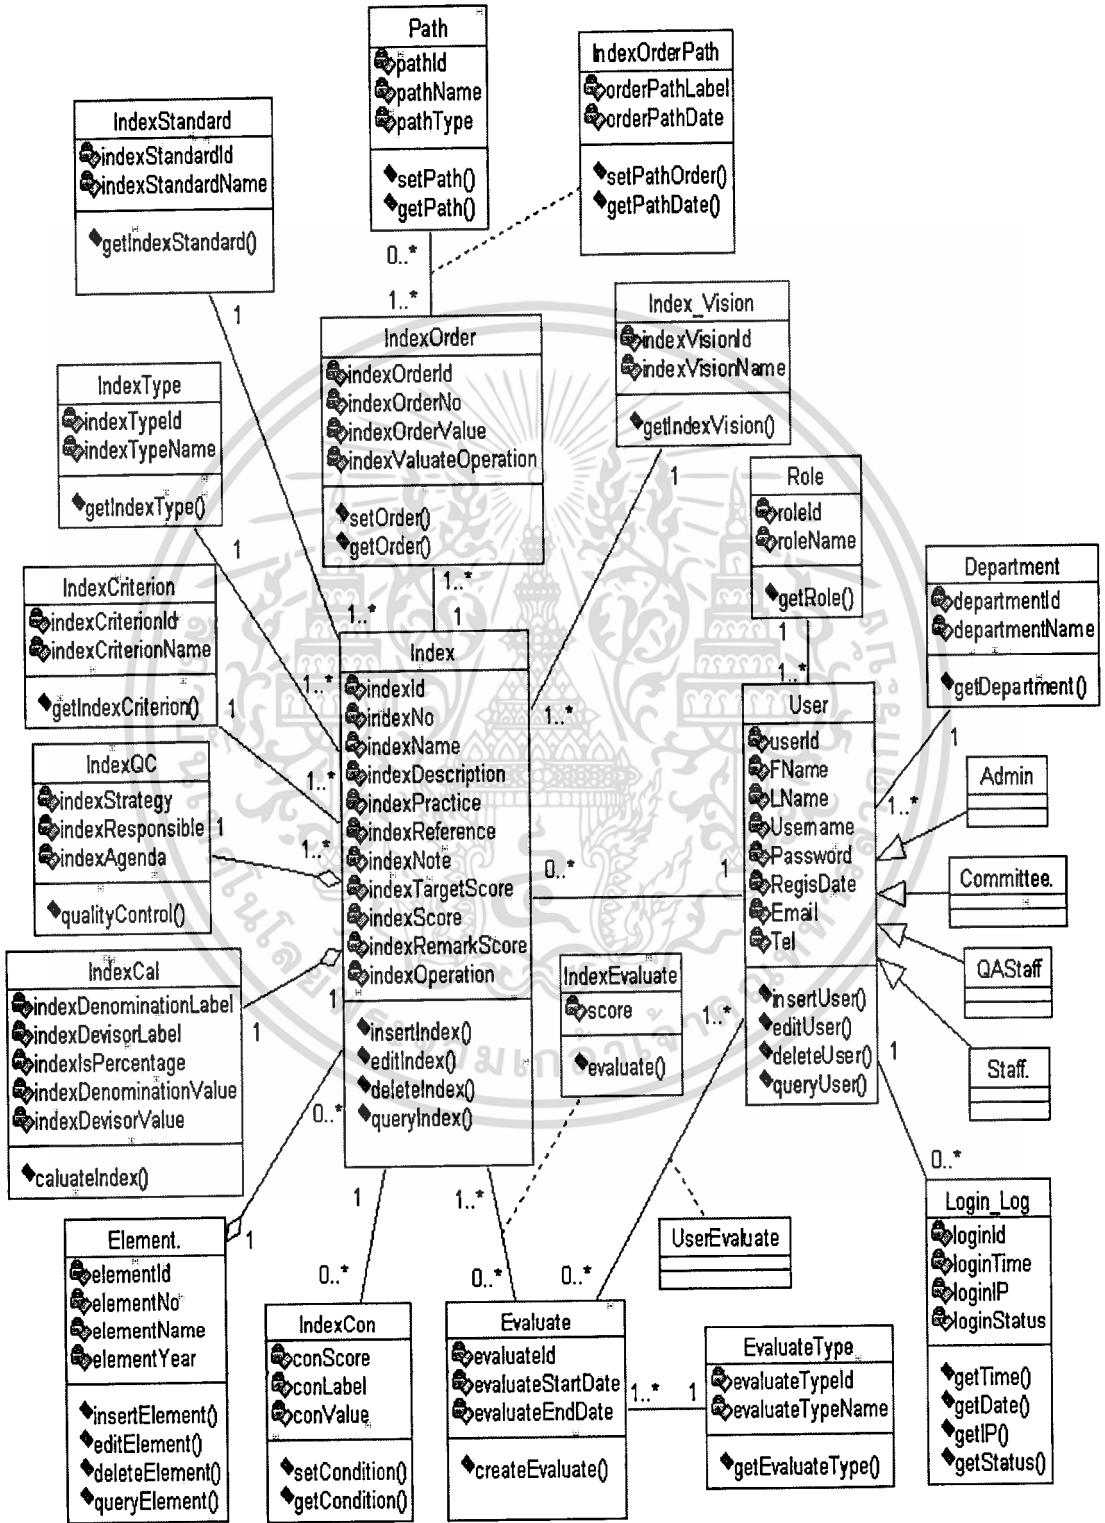 Path
pathId
pathName
pathType
setPath()
getPath()
IndexOrderPath
orderPathLabel
orderPathDate
setPathOrder()
getPathDate()
IndexStandard
indexStandardId
indexStandardName
getIndexStandard()
0..*
1..*
1
Index_Vision
indexVisionId
indexVisionName
getIndexVision()
1
IndexOrder
indexOrderId
indexOrderNo
indexOrderValue
indexValuateOperation
setOrder()
getOrder()
1..*
1
IndexType
indexTypeId
indexTypeName
getIndexType()
1
1..*
Role
roleId
roleName
getRole()
1
1..*
Department
departmentId
departmentName
getDepartment()
1
1..*
IndexCriterion
indexCriterionId
indexCriterionName
getIndexCriterion()
1
1..*
1..*
1..*
Index
indexId
indexNo
indexName
indexDescription
indexPractice
indexReference
indexNote
indexTargetScore
indexScore
indexRemarkScore
indexOperation
insertIndex()
editIndex()
deleteIndex()
queryIndex()
User
userId
FName
LName
Username
Password
RegisDate
Email
Tel
insertUser()
editUser()
deleteUser()
queryUser()
Admin
Committee.
QAStaff
Staff.
IndexQC
indexStrategy
indexResponsible
indexAgenda
qualityControl()
1
0..*
1
IndexCal
indexDenominationLabel
indexDevisorLabel
indexIsPercentage
indexDenominationValue
indexDevisorValue
caluateIndex()
1
1
0..*
1
IndexEvaluate
score
evaluate()
1..*
1
0..*
Element.
elementId
elementNo
elementName
elementYear
insertElement()
editElement()
deleteElement()
queryElement()
1
0..*
1..*
0..*
0..*
UserEvaluate
Login_Log
loginId
loginTime
loginIP
loginStatus
getTime()
getDate()
getIP()
getStatus()
IndexCon
conScore
conLabel
conValue
setCondition()
getCondition()
Evaluate
evaluateId
evaluateStartDate
evaluateEndDate
createEvaluate()
1..*
1
EvaluateType
evaluateTypeId
evaluateTypeName
getEvaluateType()